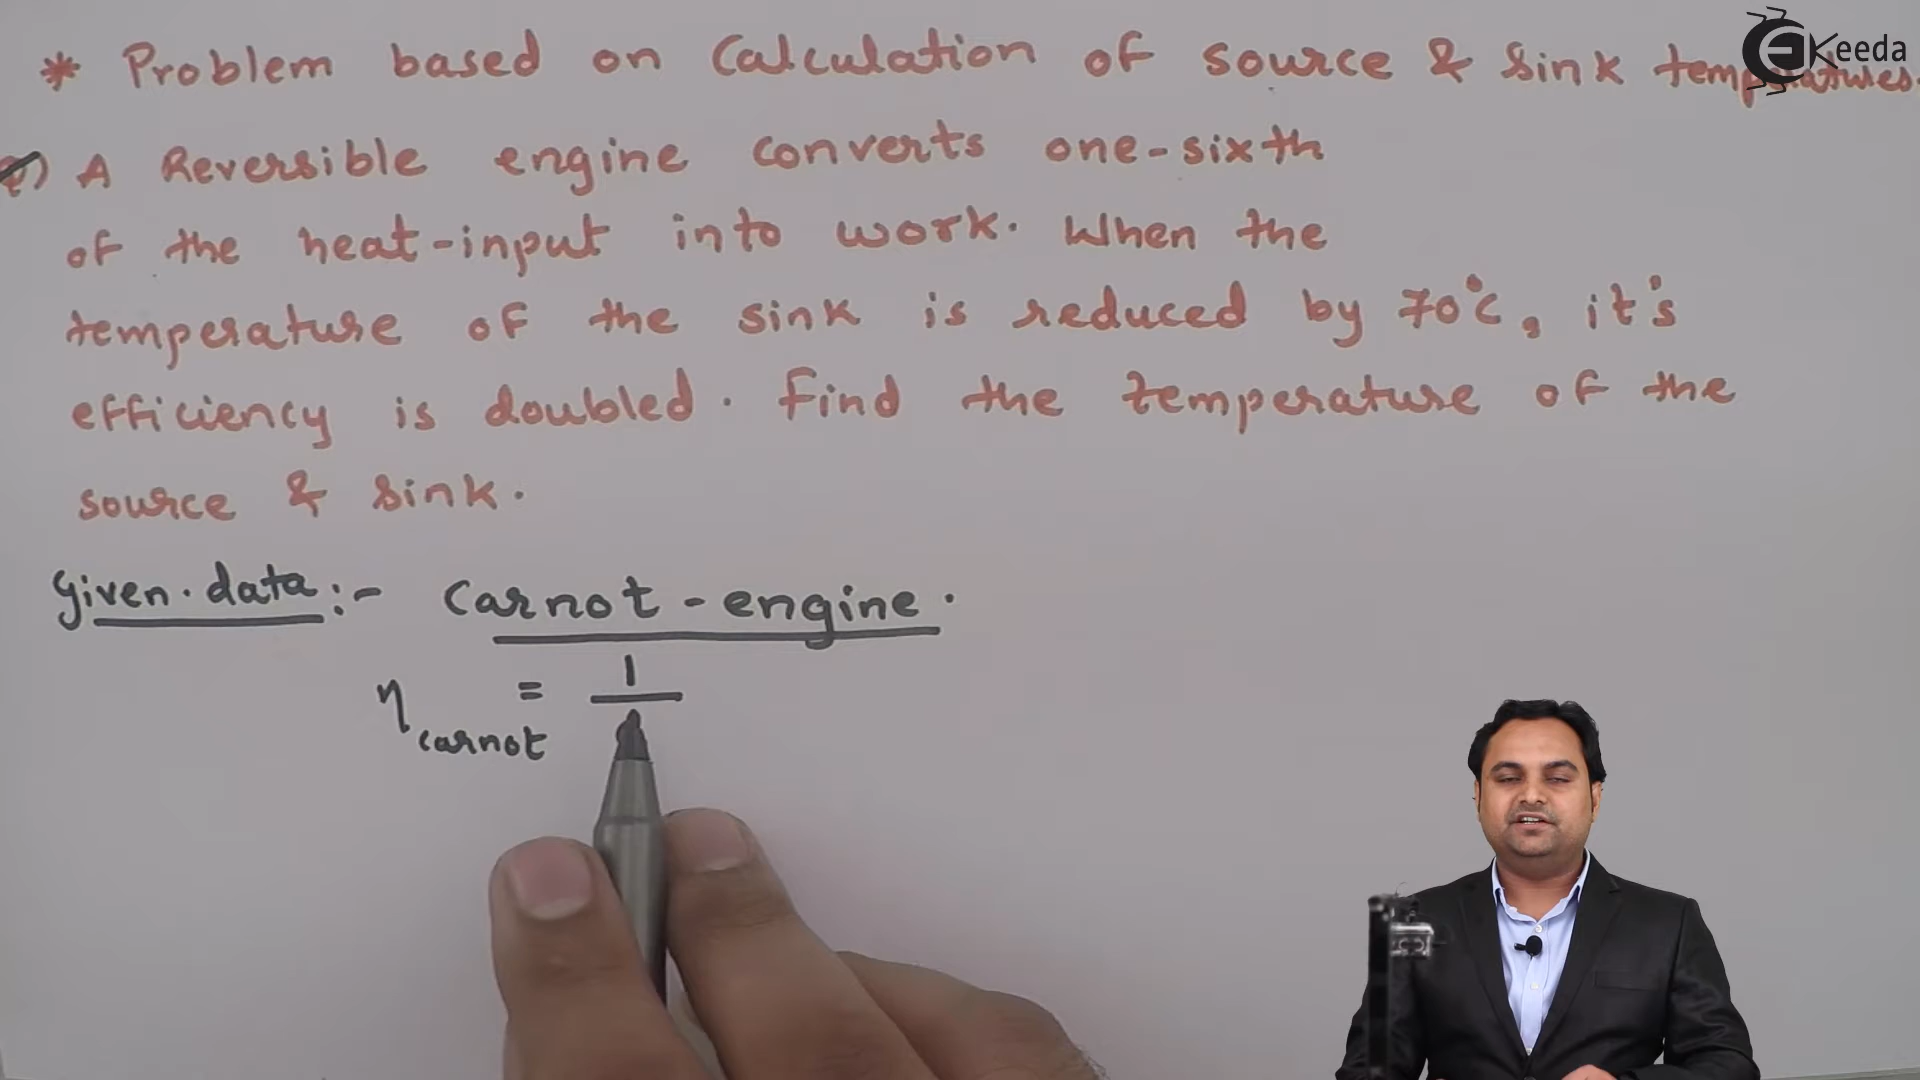 * Problem based on Calculation of source & sink temperatures.
Q) A Reversible engine converts one-sixth
of the heat-input into work. When the
temperature of the sink is reduced by 70°c, it's
efficiency is doubled. Find the temperature of the
source & sink.
Given data:- Carnot-engine.
η carnot = 1
EKeeda